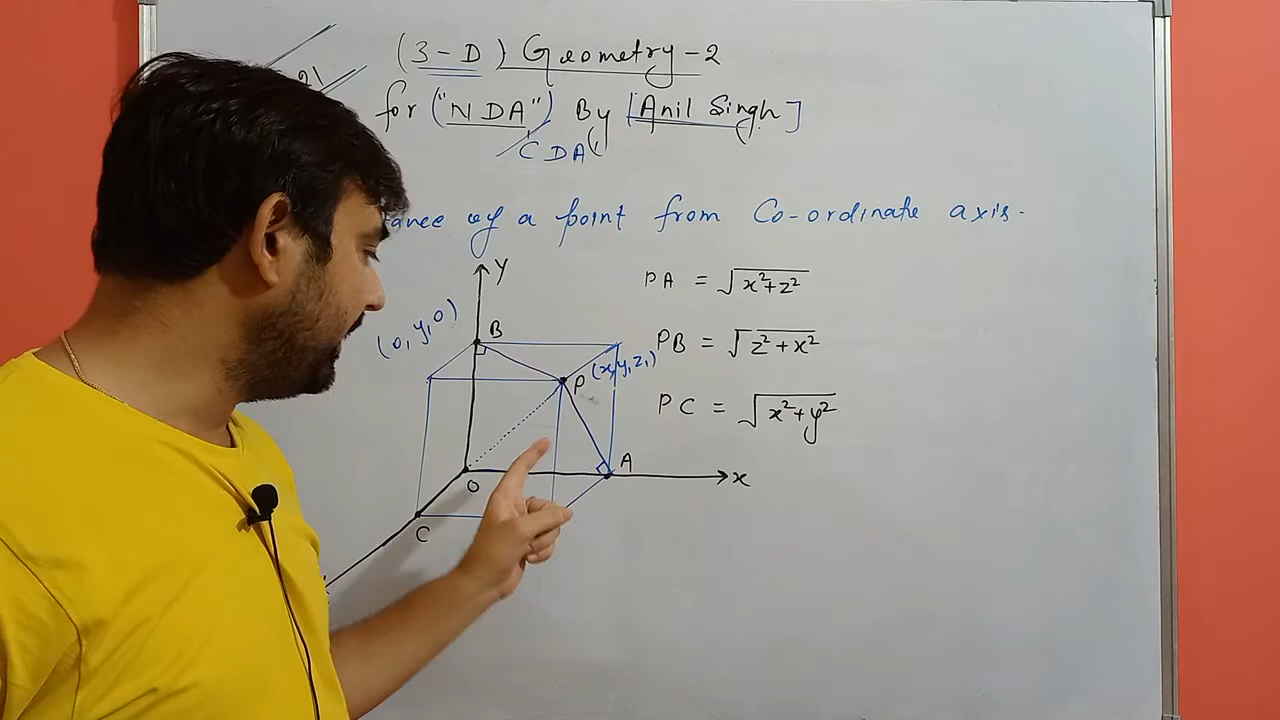 (3-D) Geometry-2
21
for ("NDA") By [Anil Singh]
CDA
of a point from Co-ordinate axis.
Y
PA = √x²+z²
(0, y, 0)
B
PB = √z²+x²
P (x, y, z,)
PC = √x²+y²
A
x
O
C